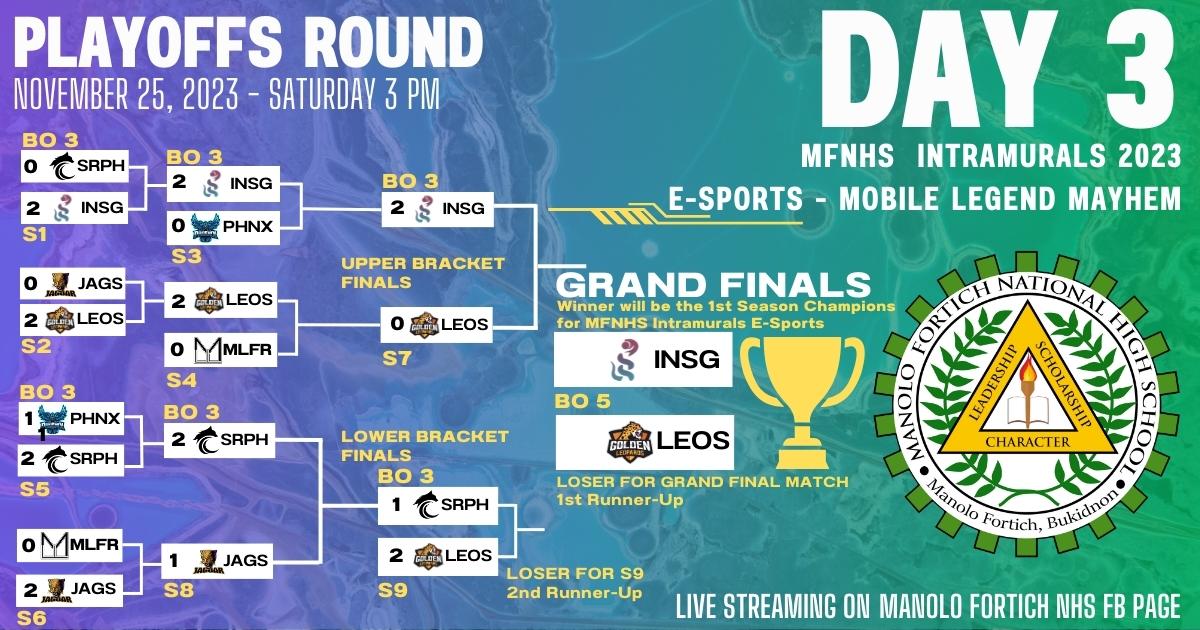 PLAYOFFS ROUND
NOVEMBER 25, 2023 - SATURDAY 3 PM
DAY 3
MFNHS INTRAMURALS 2023
E-SPORTS - MOBILE LEGEND MAYHEM
BO 3
0 SRPH
2 INSG
S1
BO 3
2 INSG
0 PHNX
S3
BO 3
2 INSG
UPPER BRACKET
FINALS
0 JAGS
2 LEOS
S2
2 LEOS
0 MLFR
S4
0 LEOS
S7
GRAND FINALS
Winner will be the 1st Season Champions
for MFNHS Intramurals E-Sports
INSG
BO 5
LEOS
LOSER FOR GRAND FINAL MATCH
1st Runner-Up
BO 3
1 PHNX
1
2 SRPH
S5
BO 3
2 SRPH
LOWER BRACKET
FINALS
BO 3
1 SRPH
2 LEOS
S9
0 MLFR
2 JAGS
S6
1 JAGS
S8
LOSER FOR S9
2nd Runner-Up
MANOLO FORTICH NATIONAL HIGH SCHOOL
LEADERSHIP
SCHOLARSHIP
CHARACTER
Manolo Fortich, Bukidnon
LIVE STREAMING ON MANOLO FORTICH NHS FB PAGE